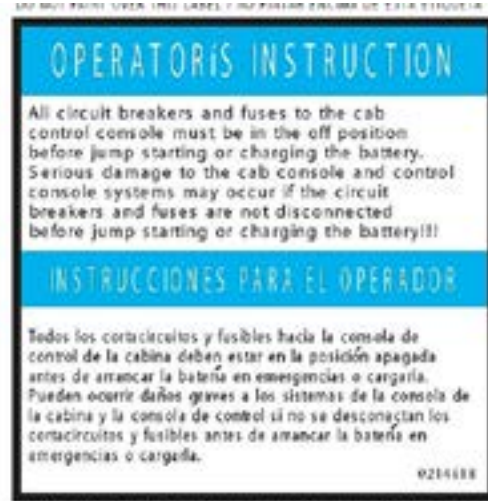 DO NOT PAINT OVER THIS LABEL / NO PINTAR ENCIMA DE ESTA ETIQUETA
OPERATORíS INSTRUCTION
All circuit breakers and fuses to the cab
control console must be in the off position
before jump starting or charging the battery.
Serious damage to the cab console and control
console systems may occur if the circuit
breakers and fuses are not disconnected
before jump starting or charging the battery!!!
INSTRUCCIONES PARA EL OPERADOR
Todos los cortacircuitos y fusibles hacia la consola de
control de la cabina deben estar en la posición apagada
antes de arrancar la batería en emergencias o cargarla.
Pueden ocurrir daños graves a los sistemas de la consola de
la cabina y la consola de control si no se desconectan los
cortacircuitos y fusibles antes de arrancar la batería en
emergencias o cargarla.